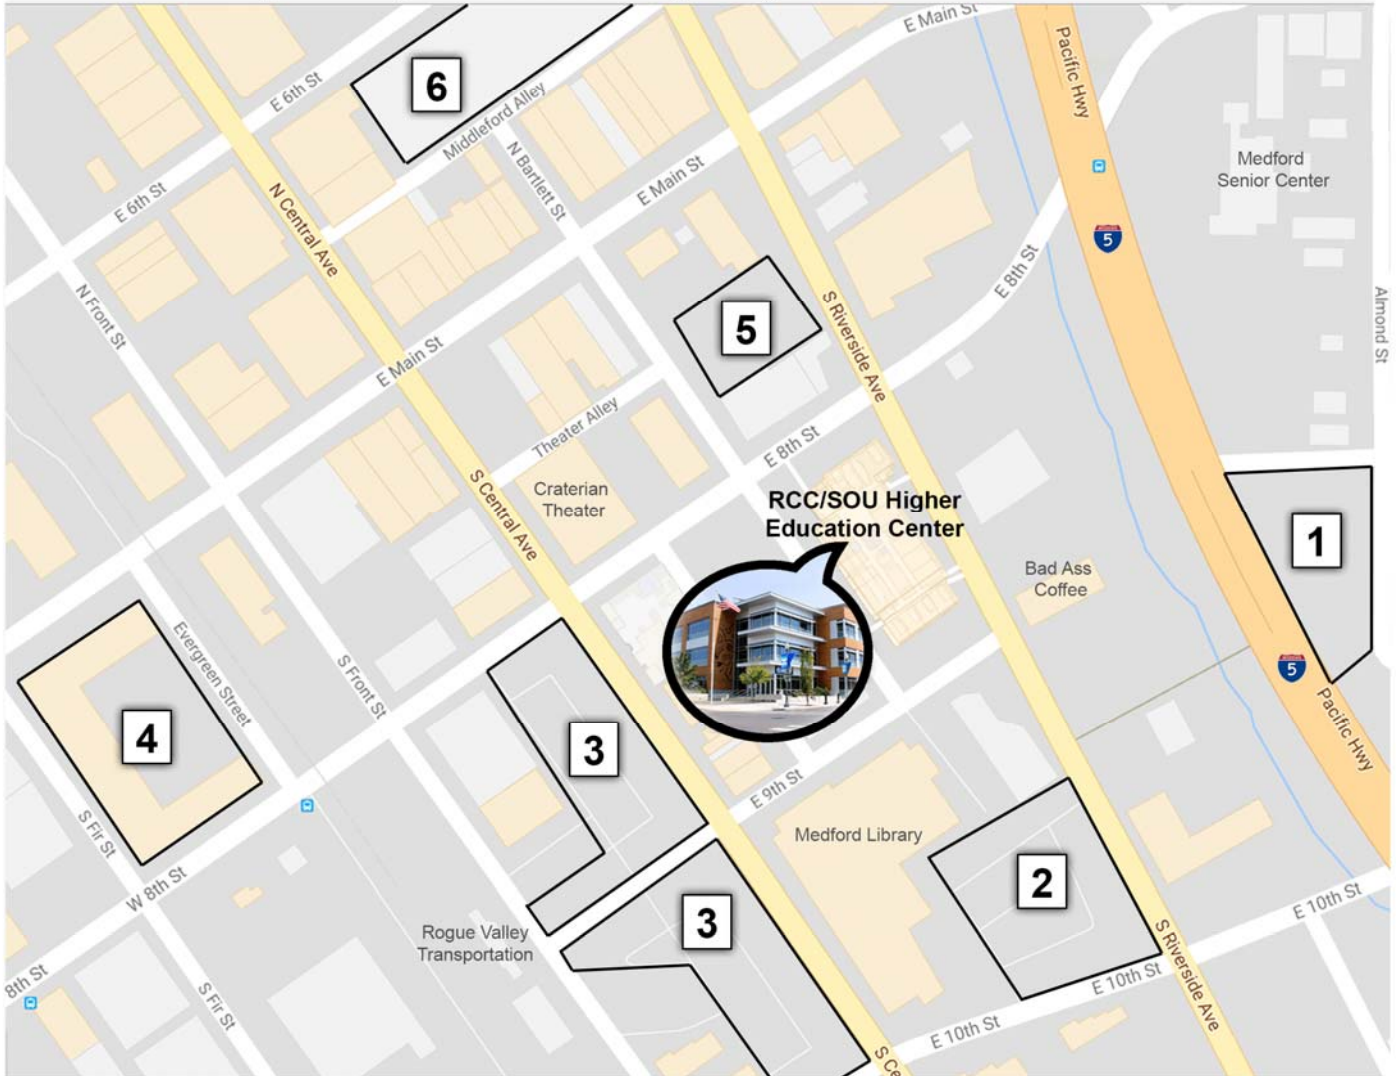 E Main St
Pacific Hwy
6
E 6th St
Middleford Alley
N Bartlett St
Medford
Senior Center
E Main St
E 6th St
N Central Ave
5
E 8th St
N Front St
S Riverside Ave
5
Almond St
E Main St
Theater Alley
E 8th St
S Central Ave
Craterian
Theater
RCC/SOU Higher
Education Center
1
Bad Ass
Coffee
Evergreen Street
S Front St
5
Pacific Hwy
4
3
E 9th St
S Fir St
Medford Library
2
W 8th St
E 10th St
3
Rogue Valley
Transportation
S Riverside Ave
8th St
S Fir St
E 10th St
E 10th St
S Ce